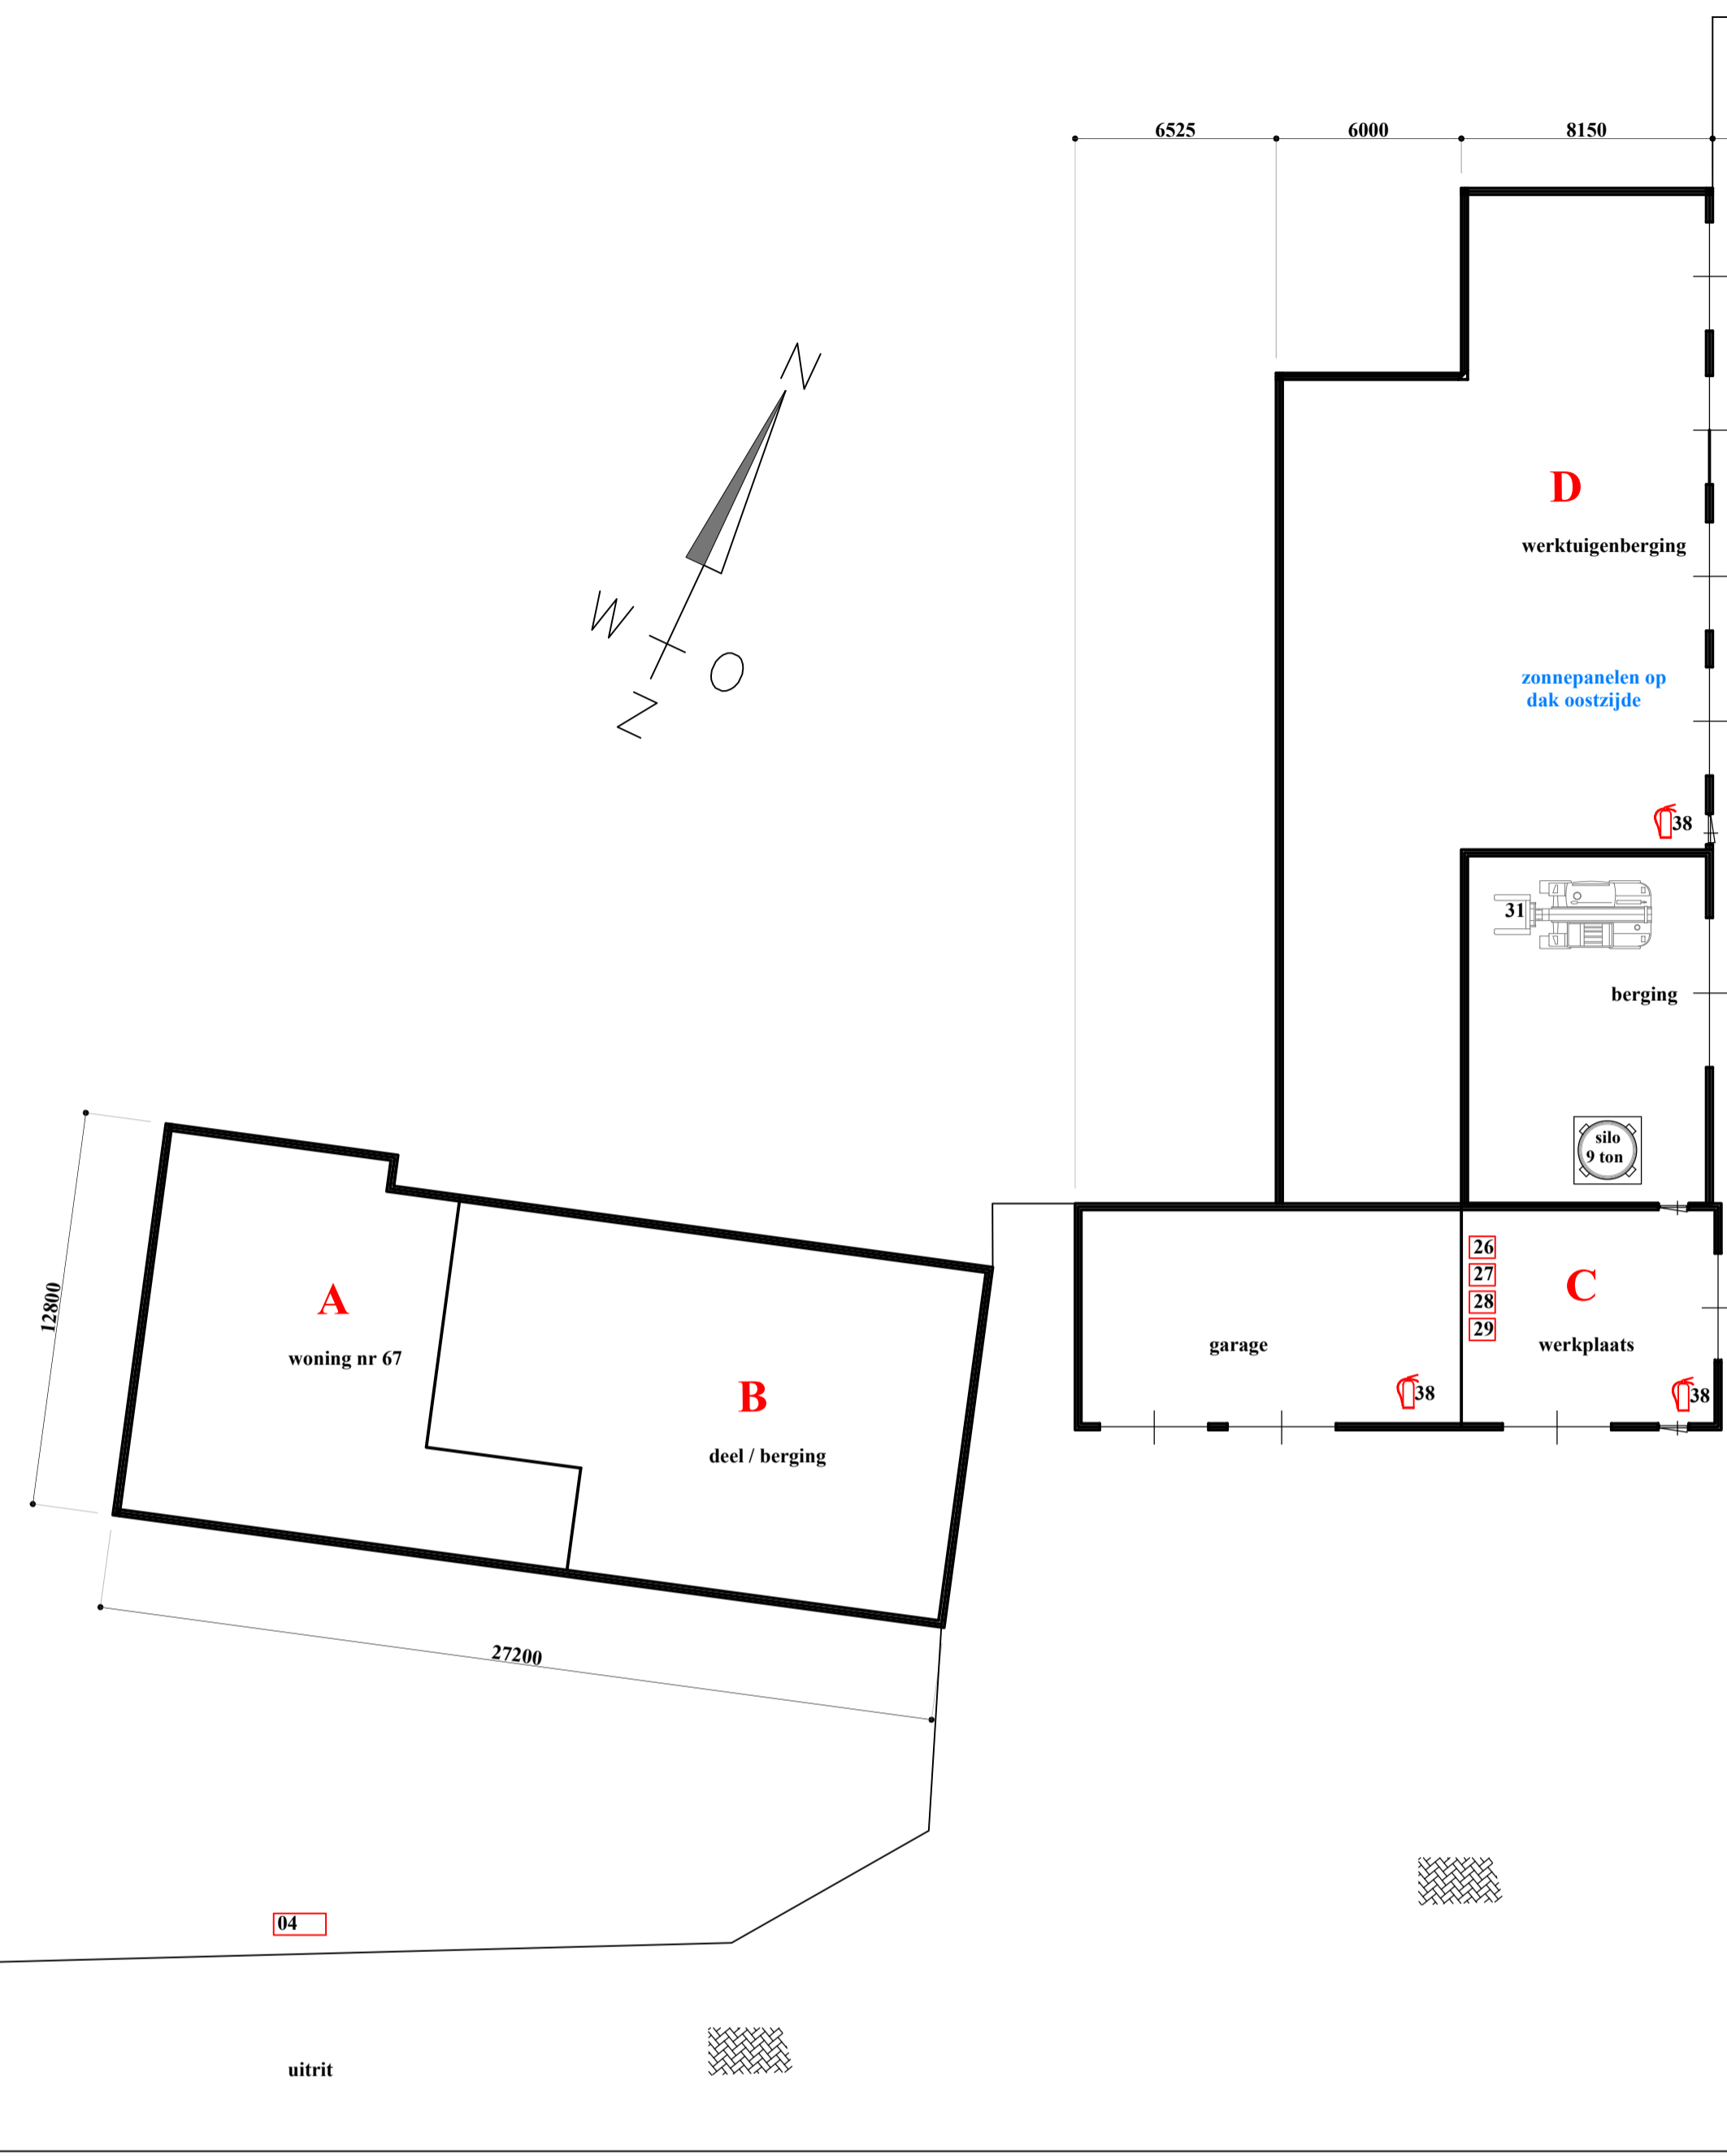 6525
6000
8150
N
W
O
Z
D
werktuigenberging
zonnepanelen op
dak oostzijde
38
31
berging
silo
9 ton
12800
A
woning nr 67
B
deel / berging
27200
garage
38
26
27
28
29
C
werkplaats
38
04
uitrit